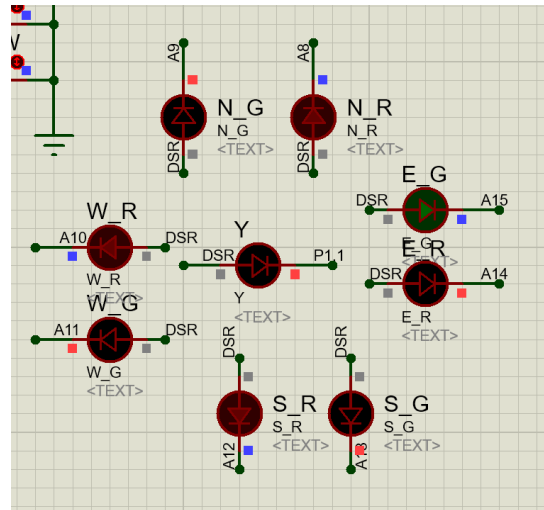 W
A9
A8
N_G
N_G
<TEXT>
DSR
N_R
N_R
<TEXT>
DSR
E_G
DSR
A15
E_G
<TEXT>
W_R
A10
DSR
W_R
<TEXT>
Y
DSR
P1.1
Y
<TEXT>
E_R
DSR
A14
E_R
<TEXT>
W_G
A11
DSR
W_G
<TEXT>
DSR
DSR
S_R
S_R
<TEXT>
A12
S_G
S_G
<TEXT>
A13